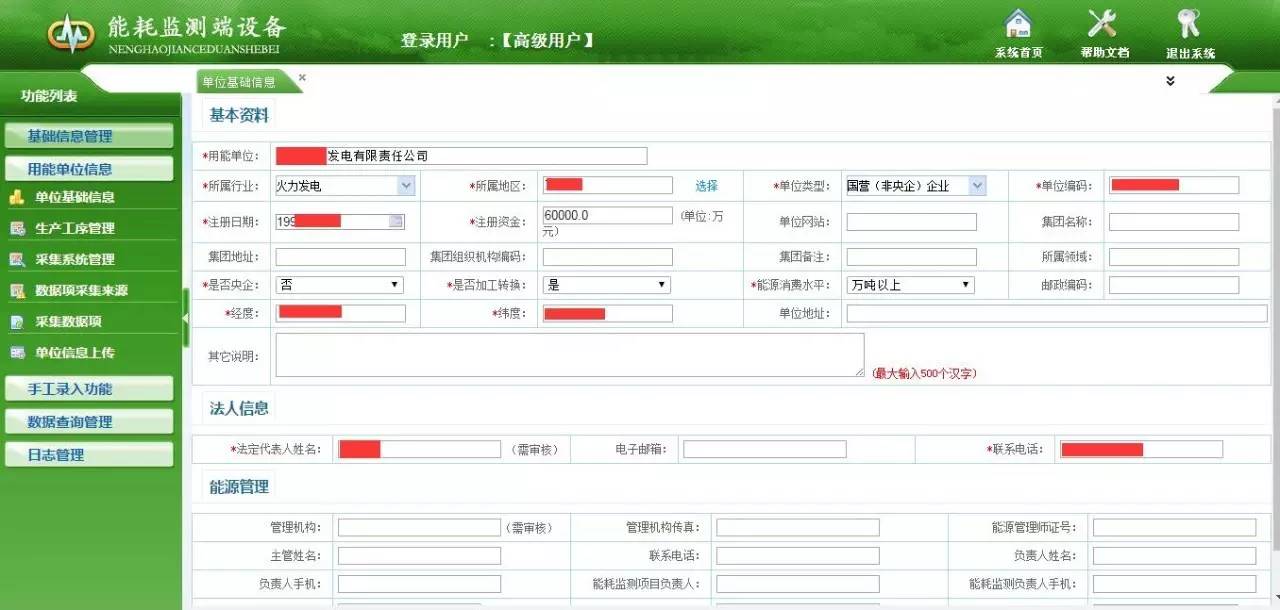 能耗监测端设备
NENGHAOJIANCEDUANSHEBEI
登录用户 :【高级用户】
系统首页 帮助文档 退出系统
功能列表
基础信息管理
用能单位信息
单位基础信息
生产工序管理
采集系统管理
数据项采集来源
采集数据项
单位信息上传
手工录入功能
数据查询管理
日志管理
单位基础信息
基本资料
*用能单位: 发电有限责任公司
*所属行业: 火力发电 *所属地区: 选择 *单位类型: 国营(非央企)企业 *单位编码:
*注册日期: 199 *注册资金: 60000.0 (单位:万元) 单位网站: 集团名称:
集团地址: 集团组织机构编码: 集团备注: 所属领域:
*是否央企: 否 *是否加工转换: 是 *能源消费水平: 万吨以上 邮政编码:
*经度: *纬度: 单位地址:
其它说明: (最大输入500个汉字)
法人信息
*法定代表人姓名: (需审核) 电子邮箱: *联系电话:
能源管理
管理机构: (需审核) 管理机构传真: 能源管理师证号:
主管姓名: 联系电话: 负责人姓名:
负责人手机: 能耗监测项目负责人: 能耗监测负责人手机: